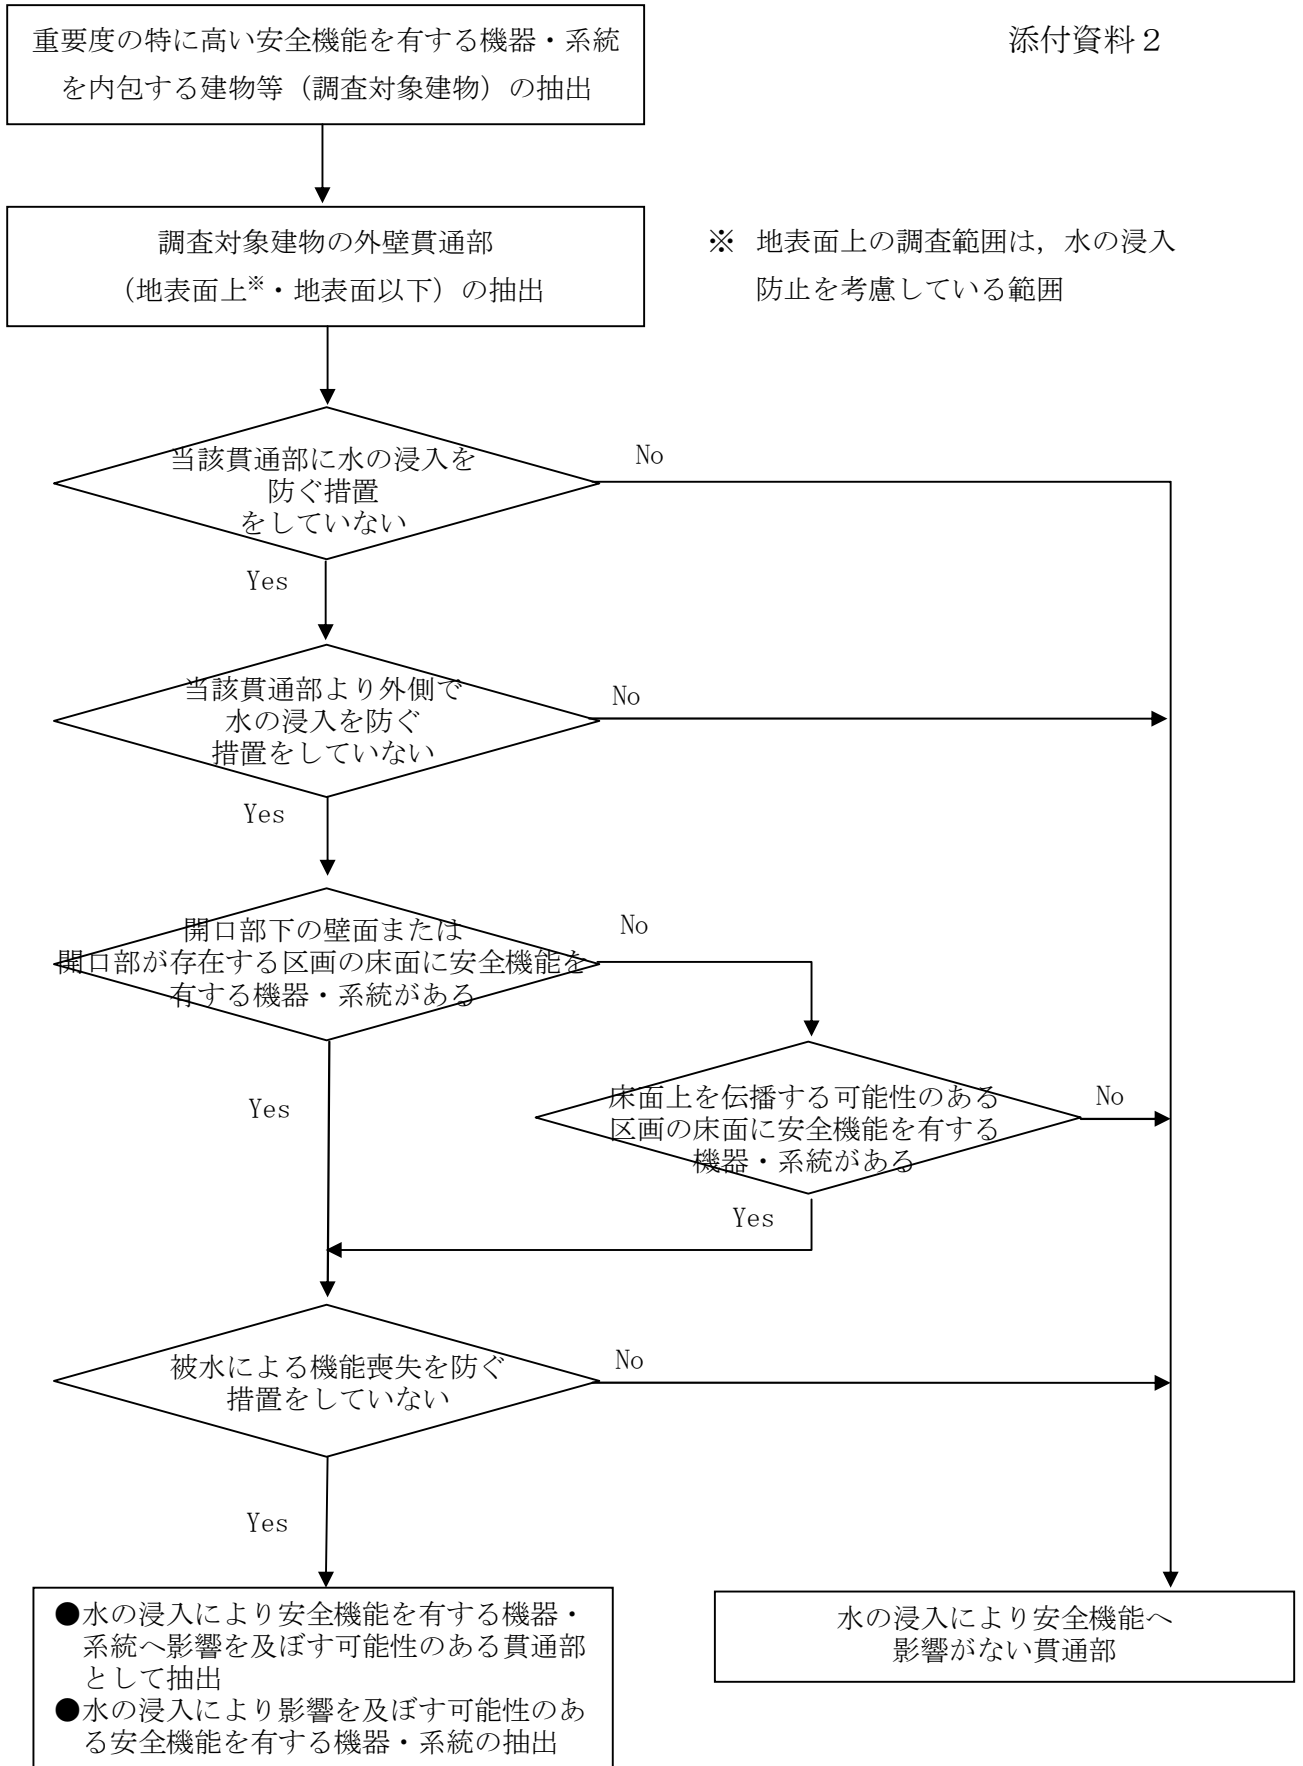 添付資料２
重要度の特に高い安全機能を有する機器・系統
を内包する建物等（調査対象建物）の抽出
調査対象建物の外壁貫通部
（地表面上※・地表面以下）の抽出
※ 地表面上の調査範囲は，水の浸入
防止を考慮している範囲
当該貫通部に水の浸入を
防ぐ措置
をしていない
No
Yes
当該貫通部より外側で
水の浸入を防ぐ
措置をしていない
No
Yes
開口部下の壁面または
開口部が存在する区画の床面に安全機能を
有する機器・系統がある
No
Yes
床面上を伝播する可能性のある
区画の床面に安全機能を有する
機器・系統がある
No
Yes
被水による機能喪失を防ぐ
措置をしていない
No
Yes
●水の浸入により安全機能を有する機器・
系統へ影響を及ぼす可能性のある貫通部
として抽出
●水の浸入により影響を及ぼす可能性のあ
る安全機能を有する機器・系統の抽出
水の浸入により安全機能へ
影響がない貫通部